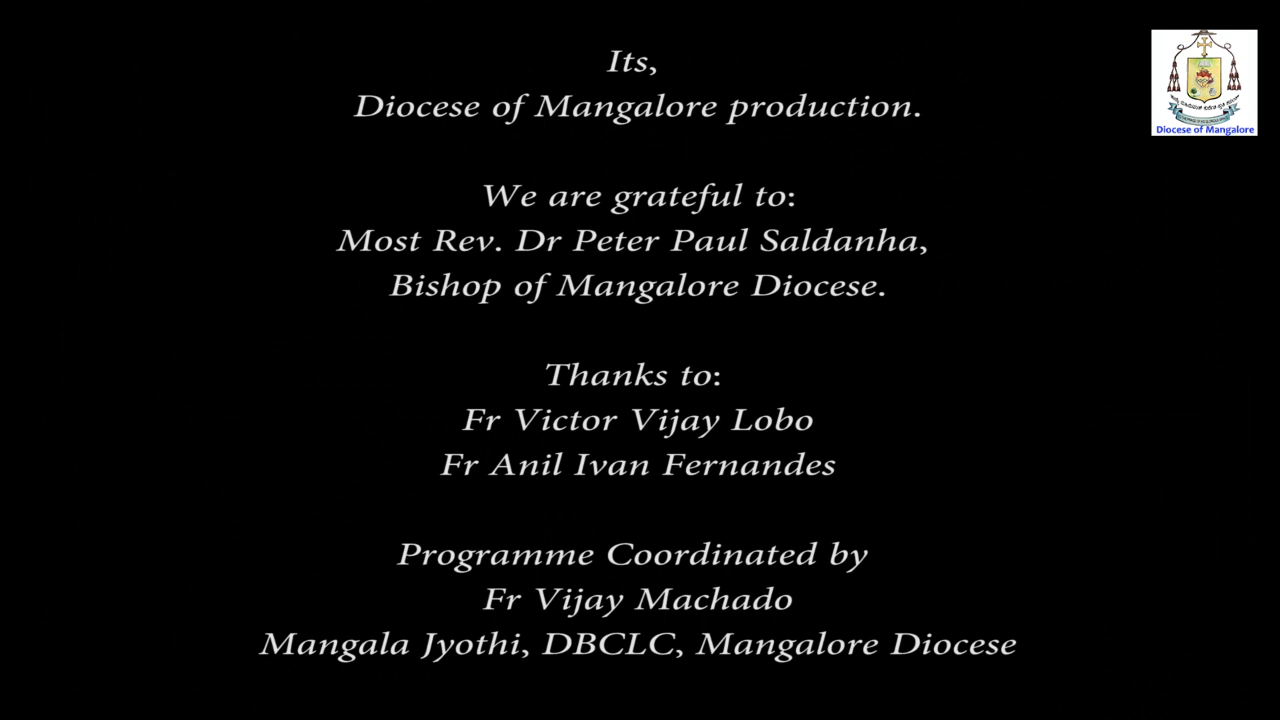 Its,
Diocese of Mangalore production.
We are grateful to:
Most Rev. Dr Peter Paul Saldanha,
Bishop of Mangalore Diocese.
Thanks to:
Fr Victor Vijay Lobo
Fr Anil Ivan Fernandes
Programme Coordinated by
Fr Vijay Machado
Mangala Jyothi, DBCLC, Mangalore Diocese
Diocese of Mangalore